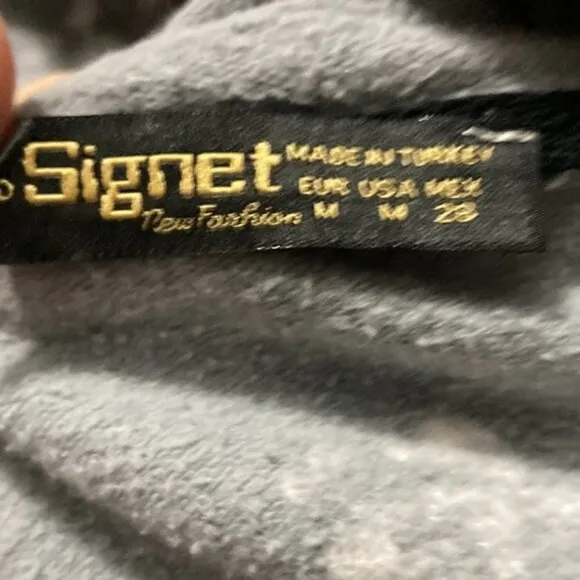 Signet
New Fashion
MADE IN TURKEY
EUR USA MEX
M M 28